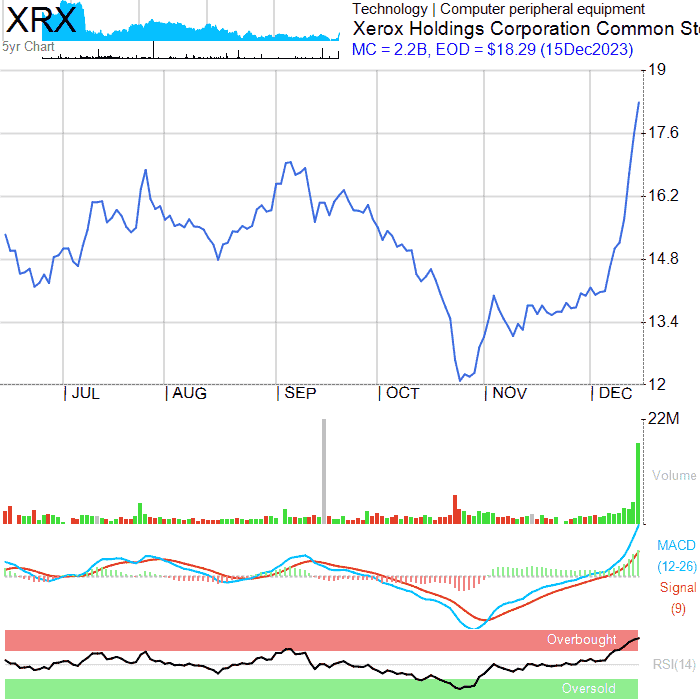 XRX
5yr Chart
Technology | Computer peripheral equipment
Xerox Holdings Corporation Common Sto
MC = 2.2B, EOD = $18.29 (15Dec2023)
19
17.6
16.2
14.8
13.4
12
| JUL | AUG | SEP | OCT | NOV | DEC
22M
Volume
MACD
(12-26)
Signal
(9)
Overbought
RSI(14)
Oversold